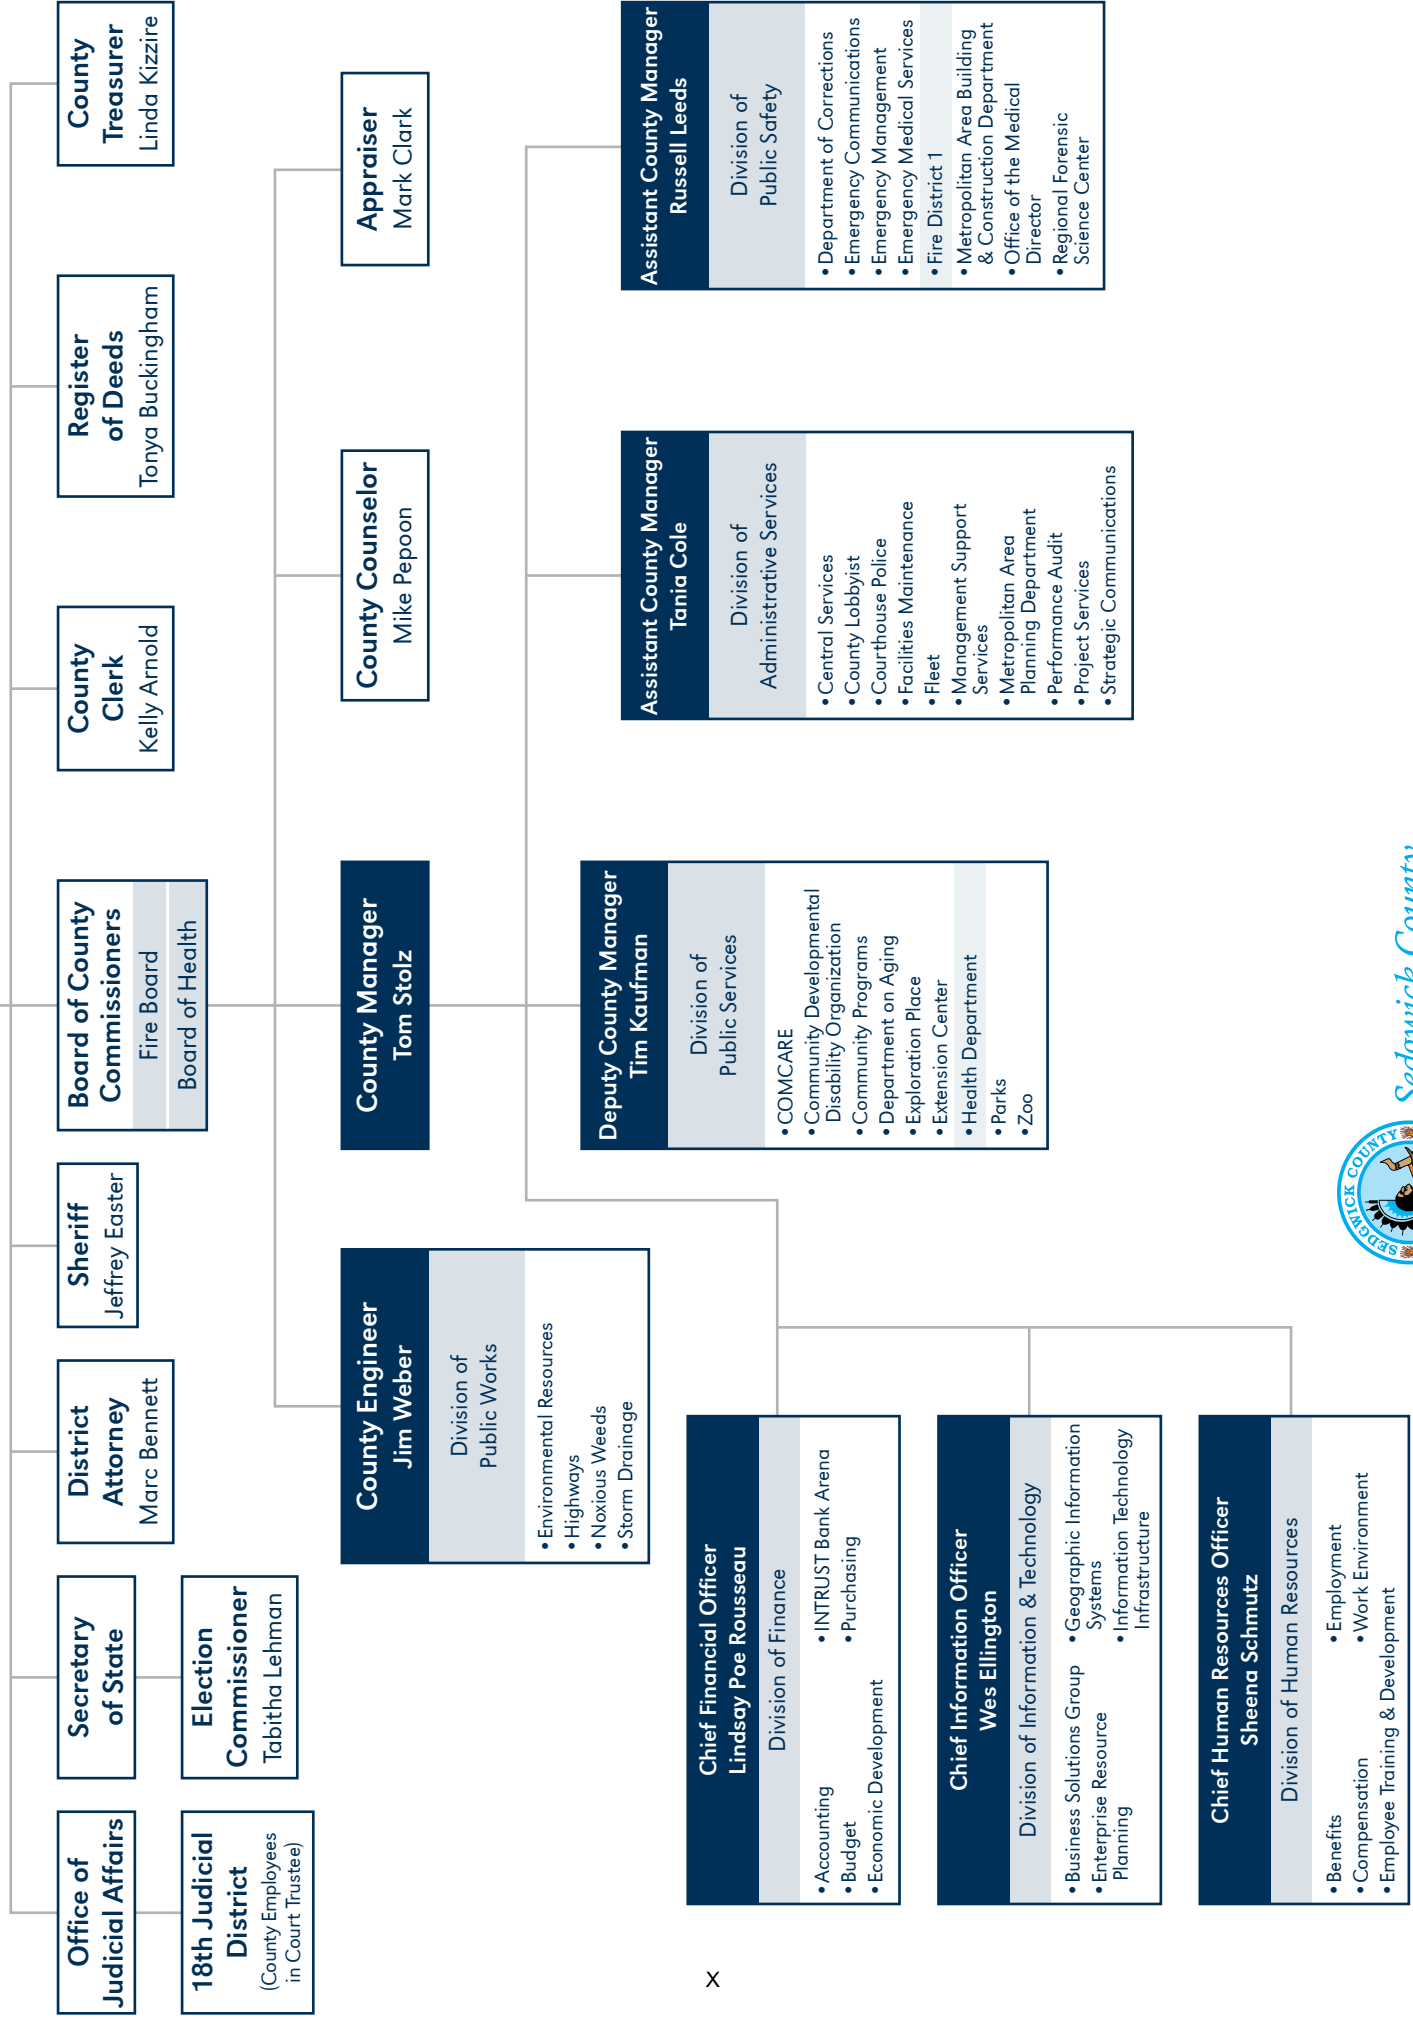 Office of
Judicial Affairs
18th Judicial
District
(County Employees
in Court Trustee)
Secretary
of State
Election
Commissioner
Tabitha Lehman
District
Attorney
Marc Bennett
Sheriff
Jeffrey Easter
Board of County
Commissioners
Fire Board
Board of Health
County
Clerk
Kelly Arnold
Register
of Deeds
Tonya Buckingham
County
Treasurer
Linda Kizzire
County Engineer
Jim Weber
Division of
Public Works
• Environmental Resources
• Highways
• Noxious Weeds
• Storm Drainage
County Manager
Tom Stolz
County Counselor
Mike Pepoon
Appraiser
Mark Clark
Deputy County Manager
Tim Kaufman
Division of
Public Services
• COMCARE
• Community Developmental
Disability Organization
• Community Programs
• Department on Aging
• Exploration Place
• Extension Center
• Health Department
• Parks
• Zoo
Assistant County Manager
Tania Cole
Division of
Administrative Services
• Central Services
• County Lobbyist
• Courthouse Police
• Facilities Maintenance
• Fleet
• Management Support
Services
• Metropolitan Area
Planning Department
• Performance Audit
• Project Services
• Strategic Communications
Assistant County Manager
Russell Leeds
Division of
Public Safety
• Department of Corrections
• Emergency Communications
• Emergency Management
• Emergency Medical Services
• Fire District 1
• Metropolitan Area Building
& Construction Department
• Office of the Medical
Director
• Regional Forensic
Science Center
Chief Financial Officer
Lindsay Poe Rousseau
Division of Finance
• Accounting
• Budget
• Economic Development
• INTRUST Bank Arena
• Purchasing
Chief Information Officer
Wes Ellington
Division of Information & Technology
• Business Solutions Group
• Enterprise Resource
Planning
• Geographic Information
Systems
• Information Technology
Infrastructure
Chief Human Resources Officer
Sheena Schmutz
Division of Human Resources
• Benefits
• Compensation
• Employee Training & Development
• Employment
• Work Environment
SEDGWICK COUNTY
Sedgwick County
x